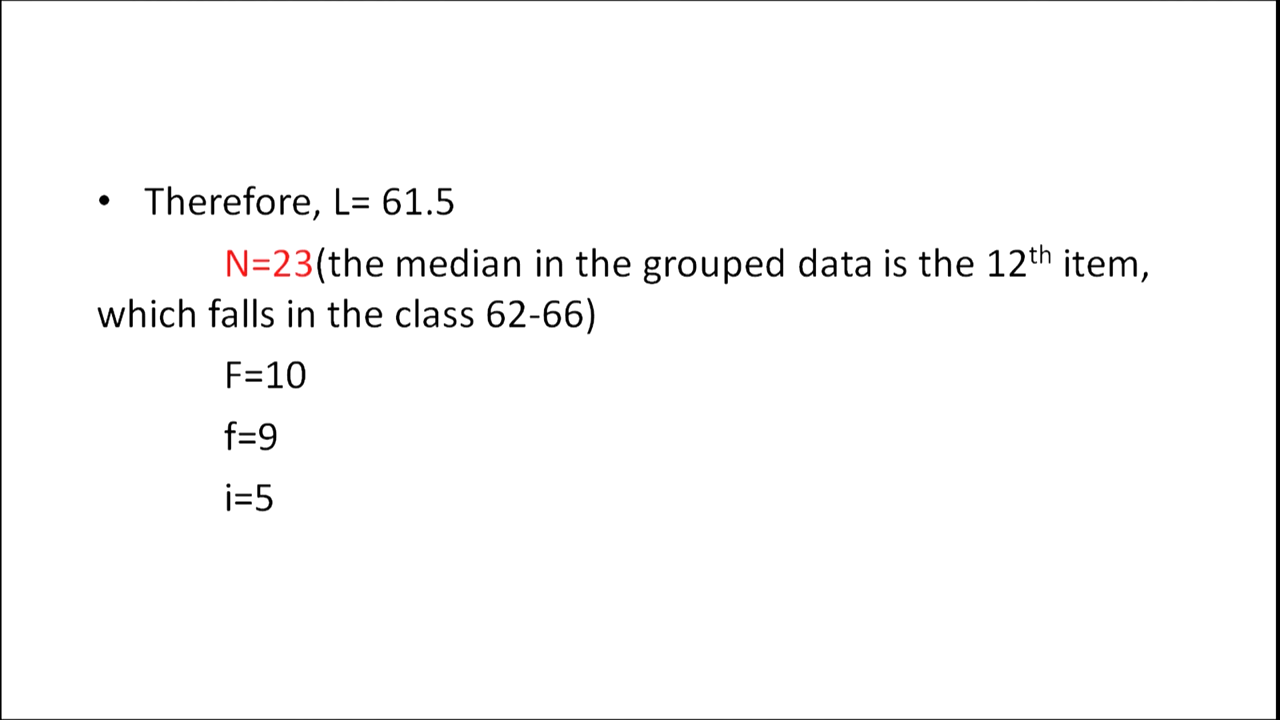 • Therefore, L= 61.5
N=23(the median in the grouped data is the 12th item,
which falls in the class 62-66)
F=10
f=9
i=5